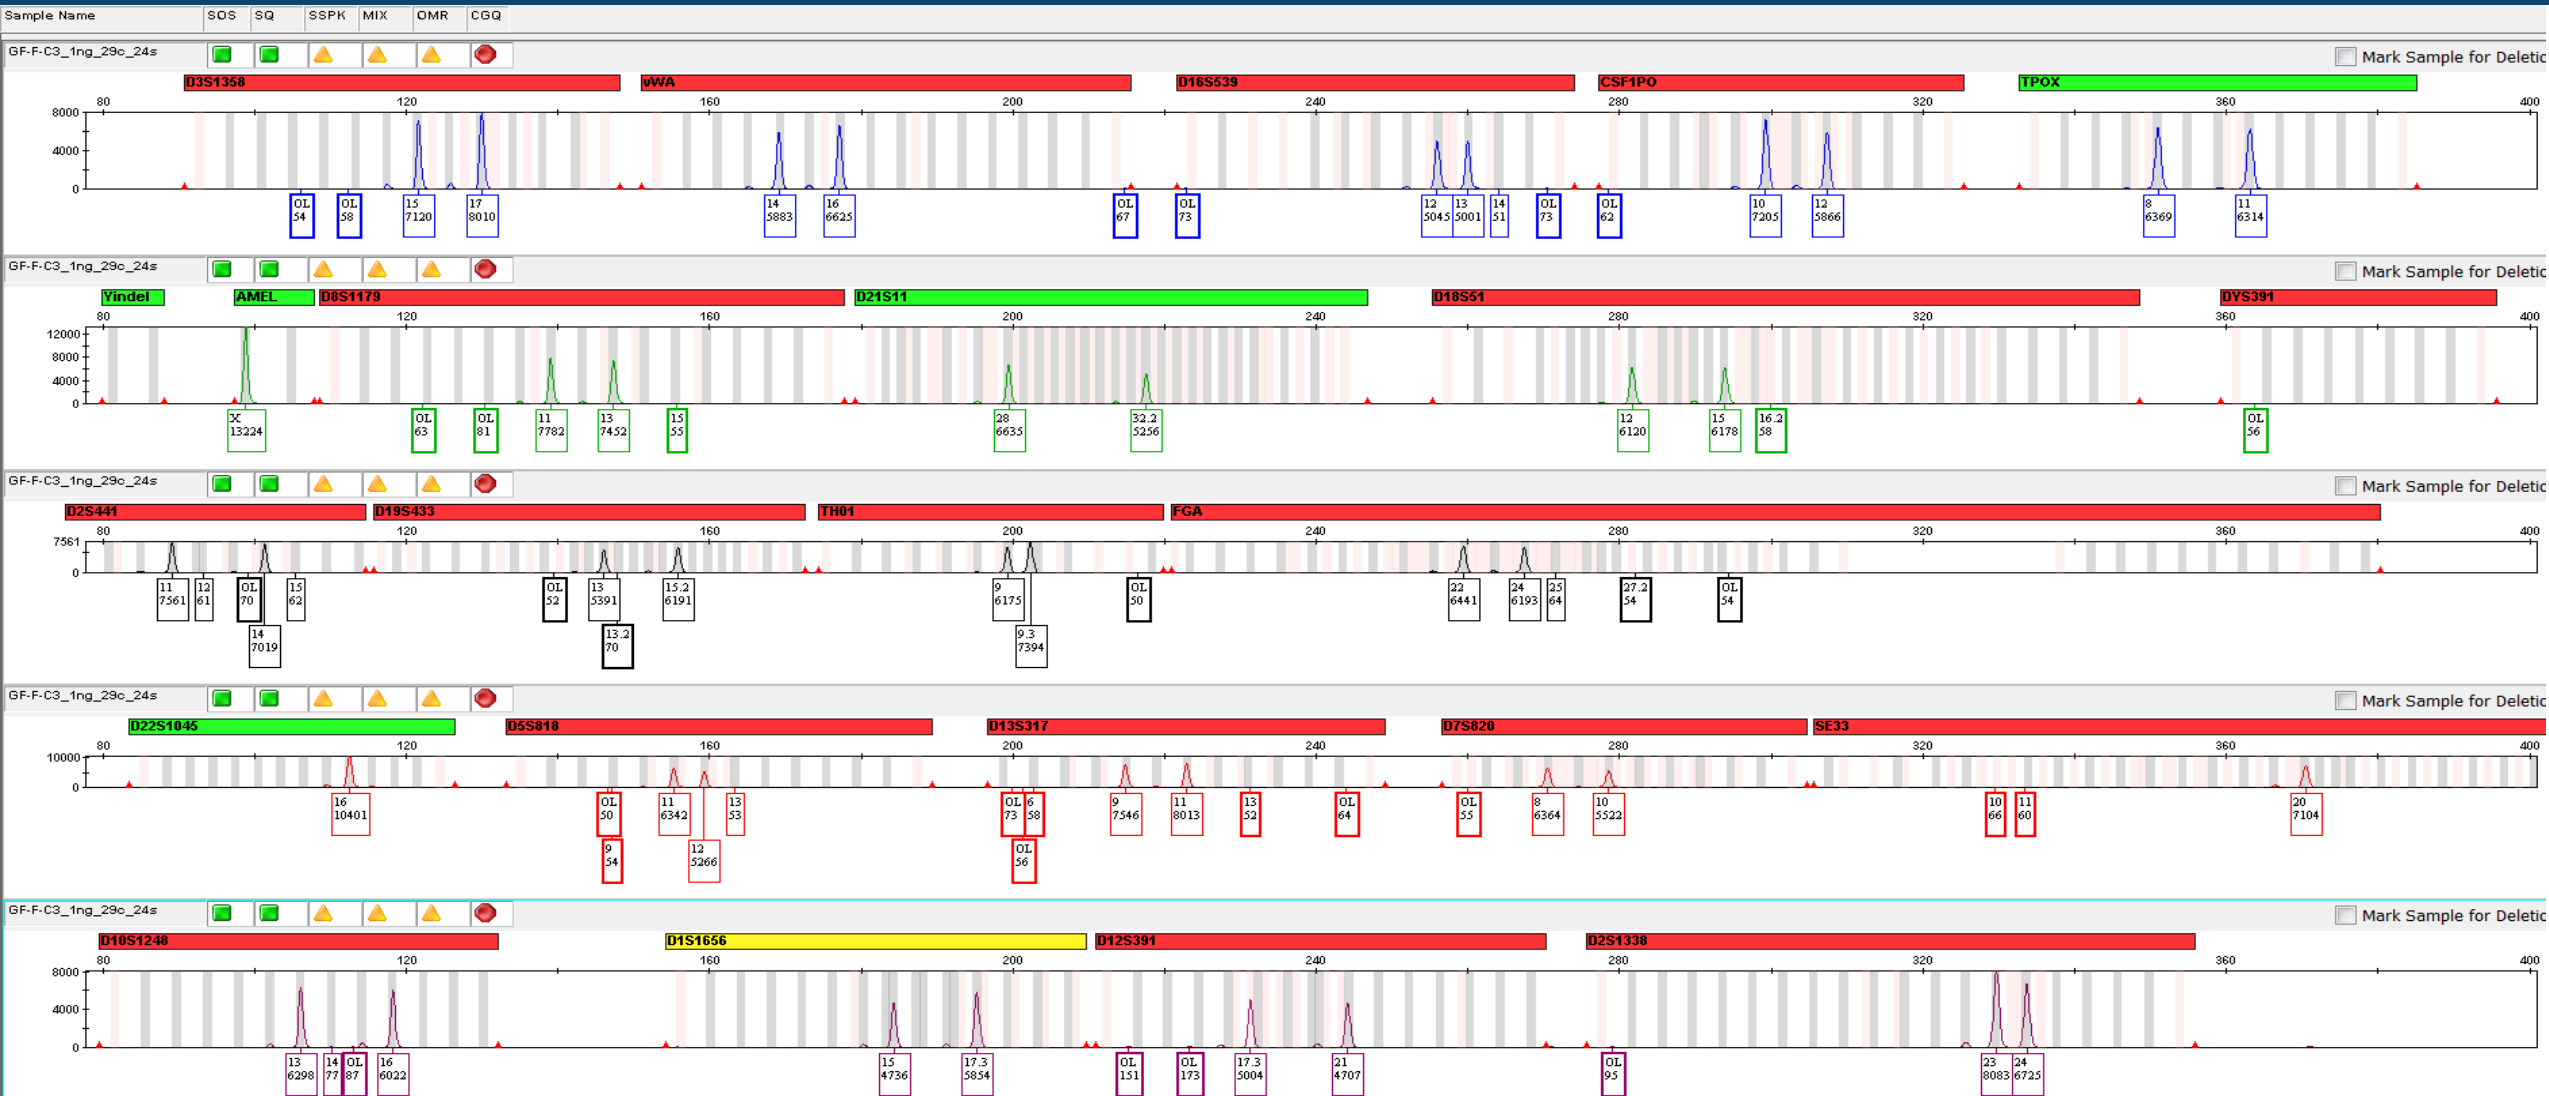 Sample Name SOS SQ SSPK MIX OMR CGQ
GF-F-C3_1ng_29c_24s Mark Sample for Deletio
D3S1358 vWA D16S539 CSF1PO TPOX
80 120 160 200 240 280 320 360 400
8000
4000
0
OL OL 15 17 14 16 OL OL 12 13 14 OL OL 10 12 8 11
54 58 7120 8010 5883 6625 67 73 5045 5001 51 73 62 7205 5866 6369 6314
GF-F-C3_1ng_29c_24s Mark Sample for Deletio
Yindel AMEL D8S1179 D21S11 D18S51 DYS391
80 120 160 200 240 280 320 360 400
12000
8000
4000
0
X OL OL 11 13 15 28 32.2 12 15 16.2 OL
13224 63 81 7782 7452 55 6635 5256 6120 6178 58 56
GF-F-C3_1ng_29c_24s Mark Sample for Deletio
D2S441 D19S433 TH01 FGA
80 120 160 200 240 280 320 360 400
7561
0
11 12 OL 15 OL 13 15.2 9 OL 22 24 25 27.2 OL
7561 61 70 62 52 5391 6191 6175 50 6441 6193 64 54 54
14 13.2 9.3
7019 70 7394
GF-F-C3_1ng_29c_24s Mark Sample for Deletio
D22S1045 D5S818 D13S317 D7S820 SE33
80 120 160 200 240 280 320 360 400
10000
0
16 OL 11 13 OL 6 9 11 13 OL OL 8 10 10 11 20
10401 50 6342 53 73 58 7546 8013 52 64 55 6364 5522 66 60 7104
9 12 OL
54 5266 56
GF-F-C3_1ng_29c_24s Mark Sample for Deletio
D10S1248 D1S1656 D12S391 D2S1338
80 120 160 200 240 280 320 360 400
8000
4000
0
13 14 OL 16 15 17.3 OL OL 17.3 21 OL 23 24
6298 77 87 6022 4736 5854 151 173 5004 4707 95 8083 6725